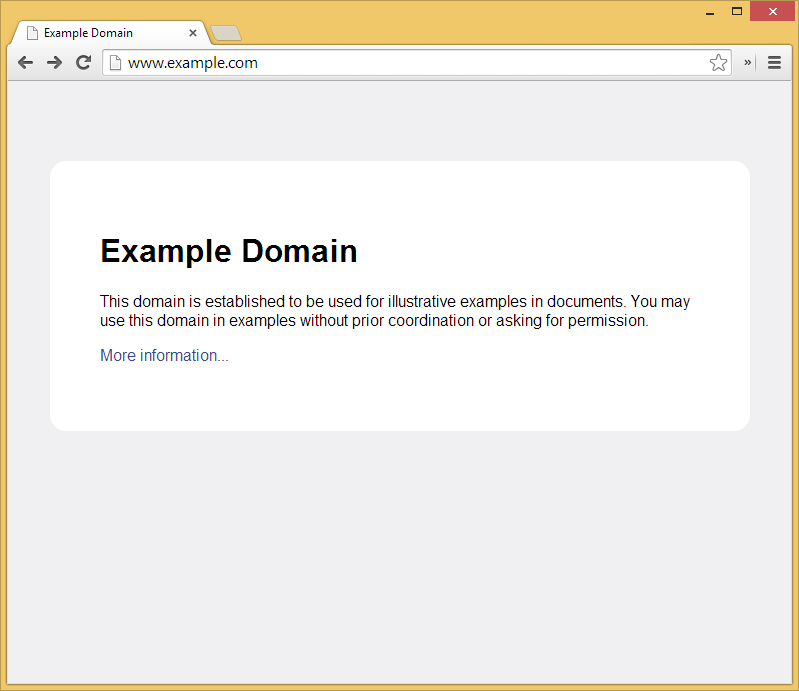 Example Domain
www.example.com
Example Domain
This domain is established to be used for illustrative examples in documents. You may
use this domain in examples without prior coordination or asking for permission.
More information...